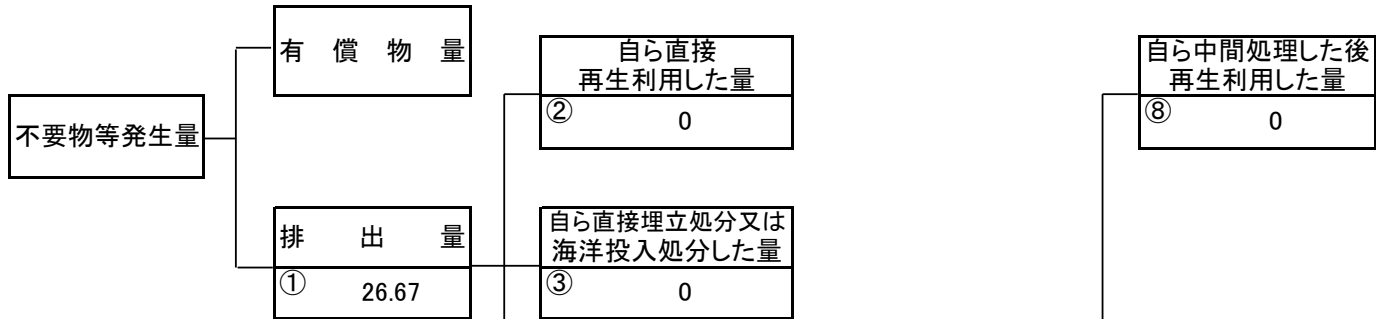 有償物量
自ら直接
再生利用した量
② 0
自ら中間処理した後
再生利用した量
⑧ 0
不要物等発生量
排出量
① 26.67
自ら直接埋立処分又は
海洋投入処分した量
③ 0